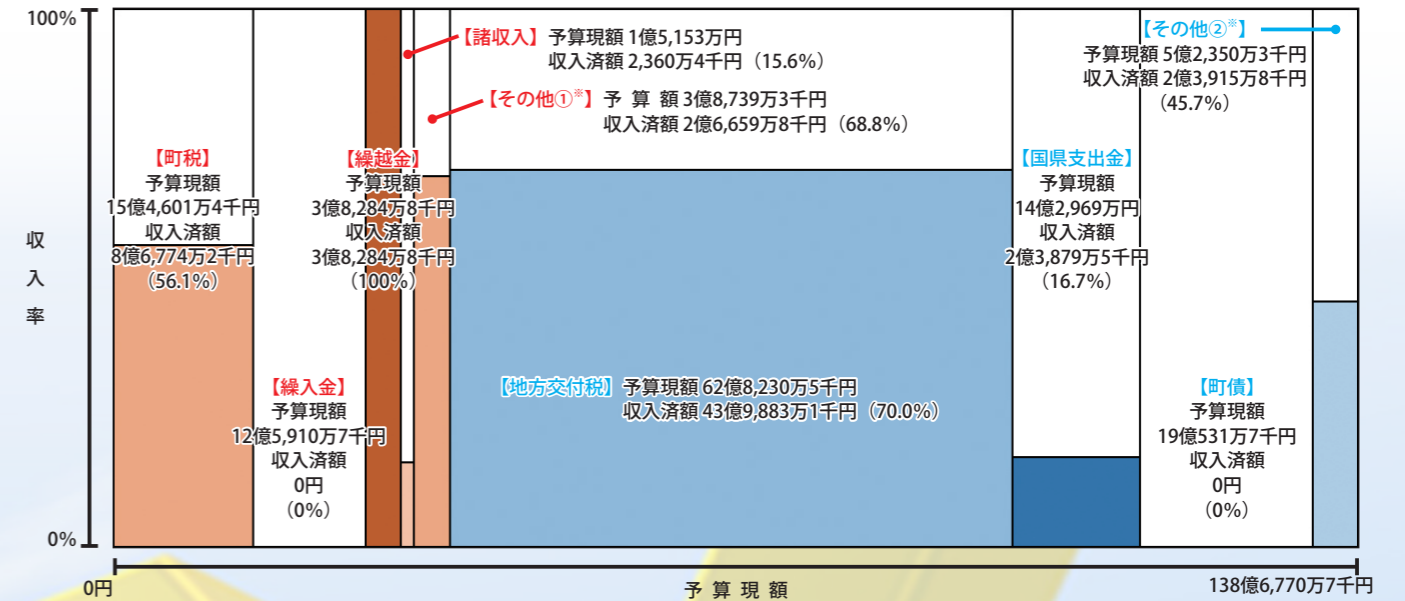 100%
0%
収入率
【町税】
予算現額
15億4,601万4千円
収入済額
8億6,774万2千円
（56.1%）
【繰入金】
予算現額
12億5,910万7千円
収入済額
0円
（0%）
【繰越金】
予算現額
3億8,284万8千円
収入済額
3億8,284万8千円
（100%）
【諸収入】 予算現額 1億5,153万円
収入済額 2,360万4千円（15.6%）
【その他①※】 予 算 額 3億8,739万3千円
収入済額 2億6,659万8千円（68.8%）
【地方交付税】 予算現額 62億8,230万5千円
収入済額 43億9,883万1千円（70.0%）
【国県支出金】
予算現額
14億2,969万円
収入済額
2億3,879万5千円
（16.7%）
【町債】
予算現額
19億531万7千円
収入済額
0円
（0%）
【その他②※】
予算現額 5億2,350万3千円
収入済額 2億3,915万8千円
（45.7%）
0円
予 算 現 額
138億6,770万7千円